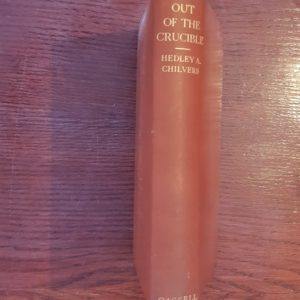 OUT
OF THE
CRUCIBLE
HEDLEY A.
CHILVERS